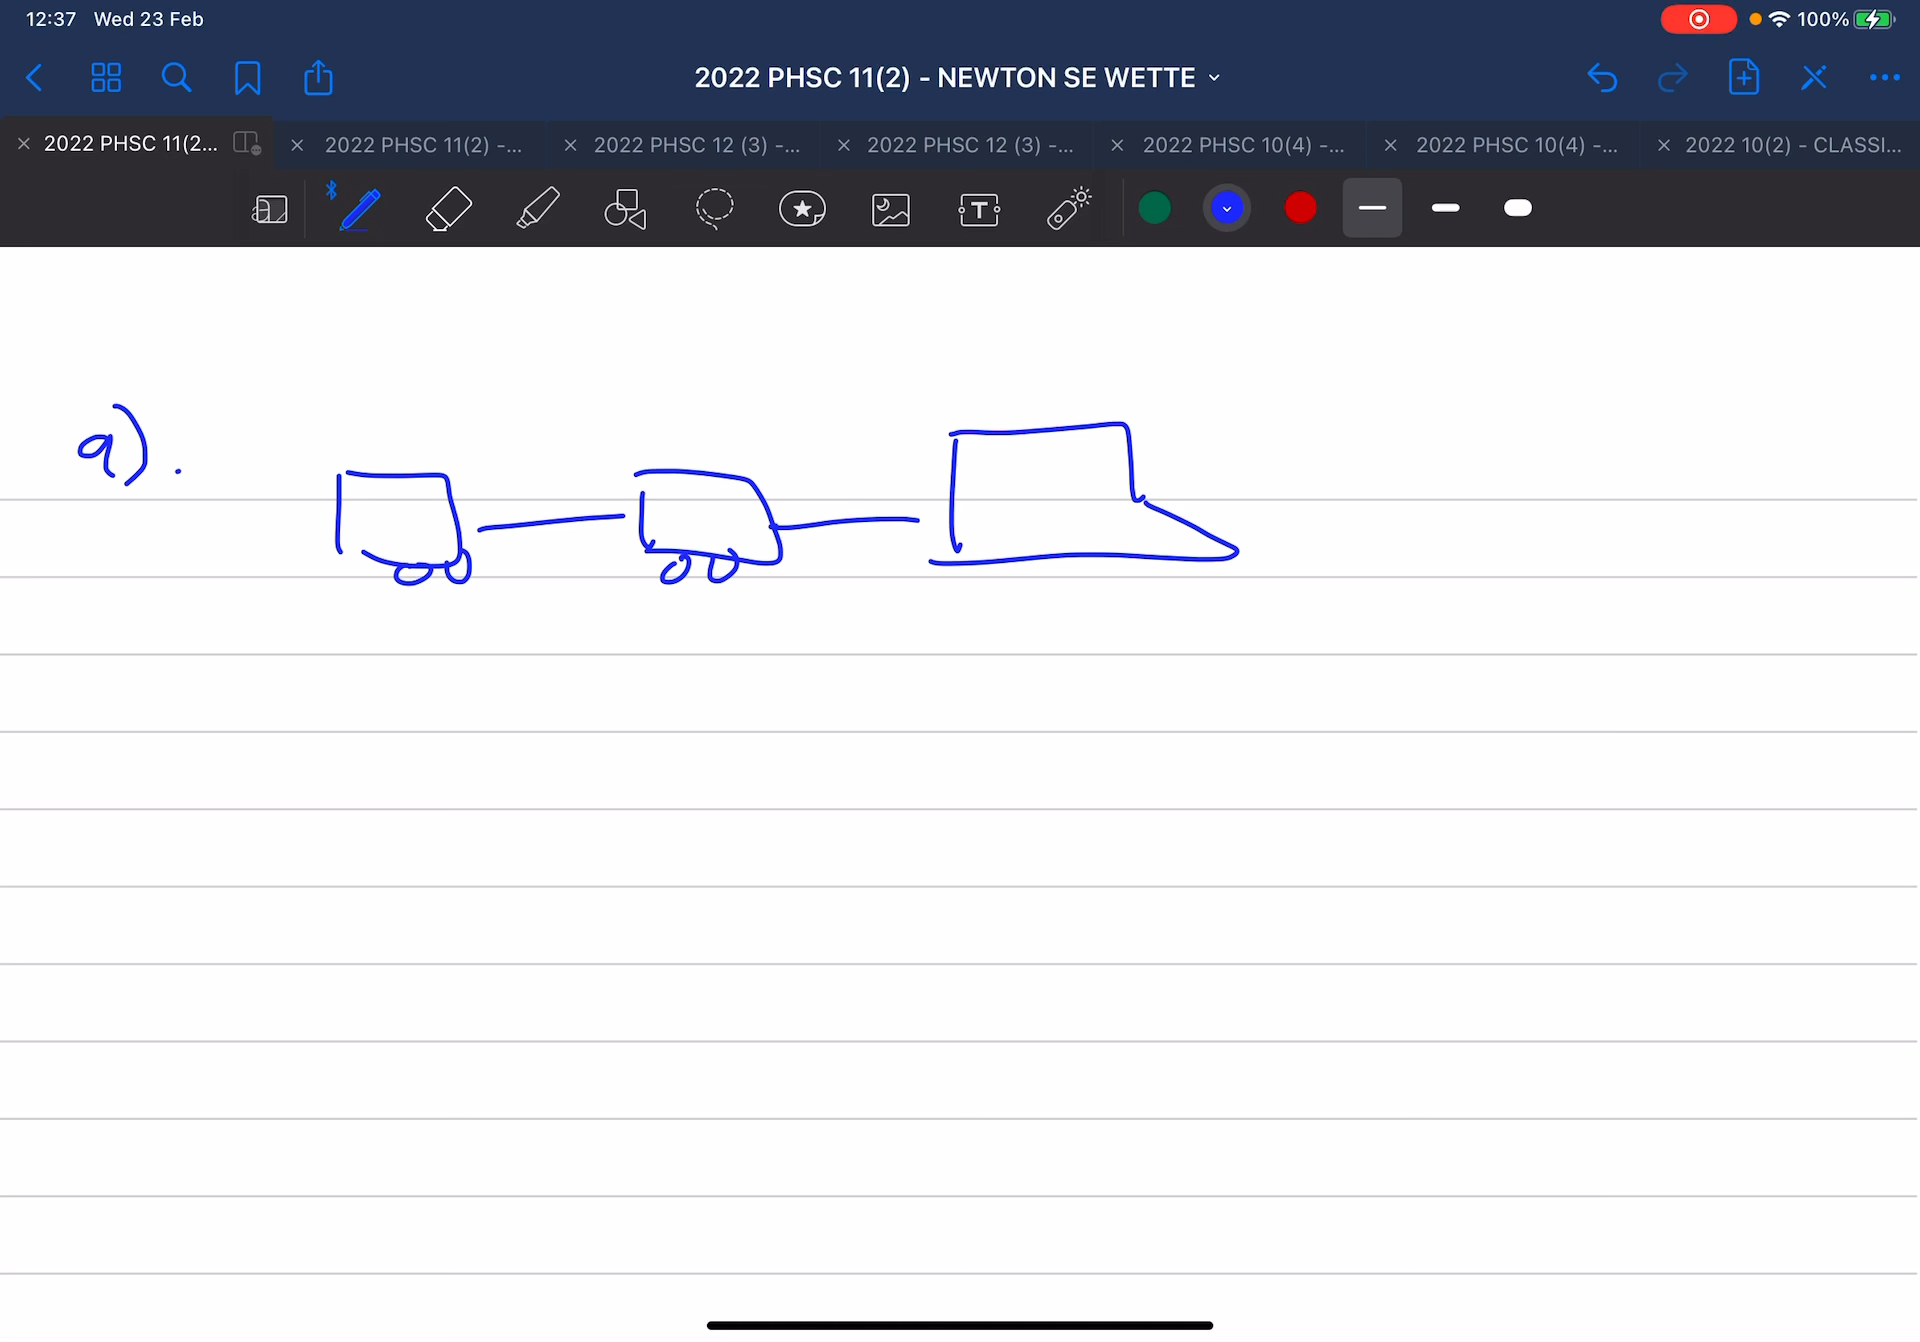 12:37 Wed 23 Feb 100%
2022 PHSC 11(2) - NEWTON SE WETTE
2022 PHSC 11(2... 2022 PHSC 11(2) -... 2022 PHSC 12 (3) -... 2022 PHSC 12 (3) -... 2022 PHSC 10(4) -... 2022 PHSC 10(4) -... 2022 10(2) - CLASSI...
T
a).